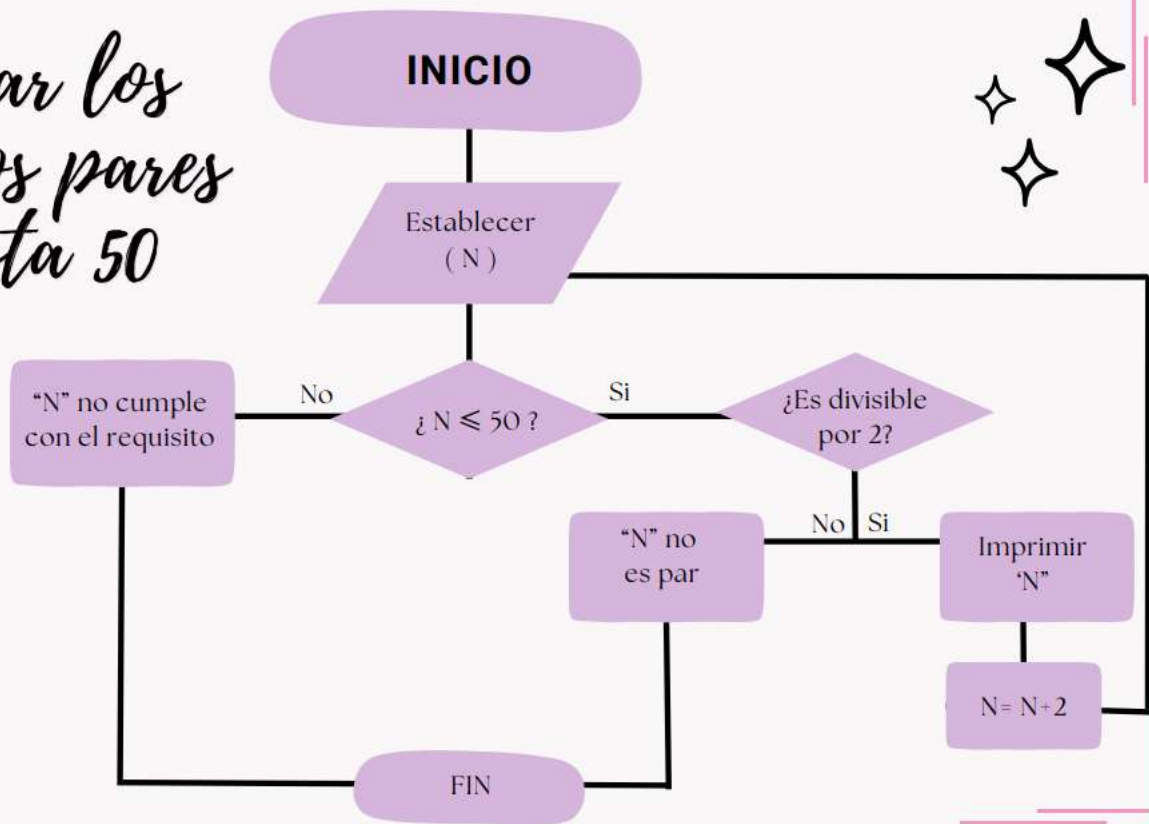 ar los
os pares
ta 50
INICIO
Establecer
( N )
¿ N ⩽ 50 ?
No
Si
"N" no cumple
con el requisito
¿Es divisible
por 2?
No
Si
"N" no
es par
Imprimir
‘N"
N= N+2
FIN